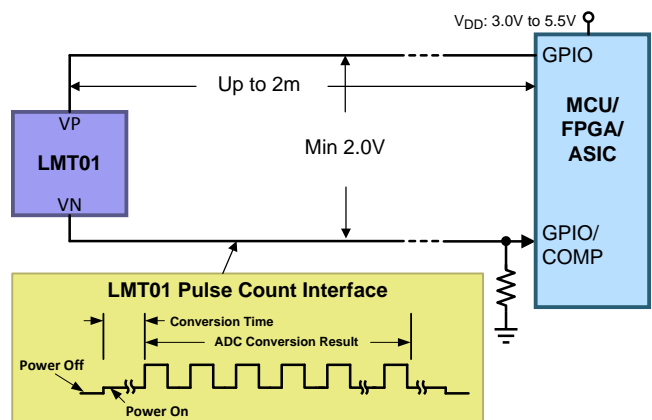 VDD: 3.0V to 5.5V
GPIO
Up to 2m
MCU/
FPGA/
ASIC
VP
LMT01
VN
Min 2.0V
GPIO/
COMP
LMT01 Pulse Count Interface
Conversion Time
ADC Conversion Result
Power Off
Power On